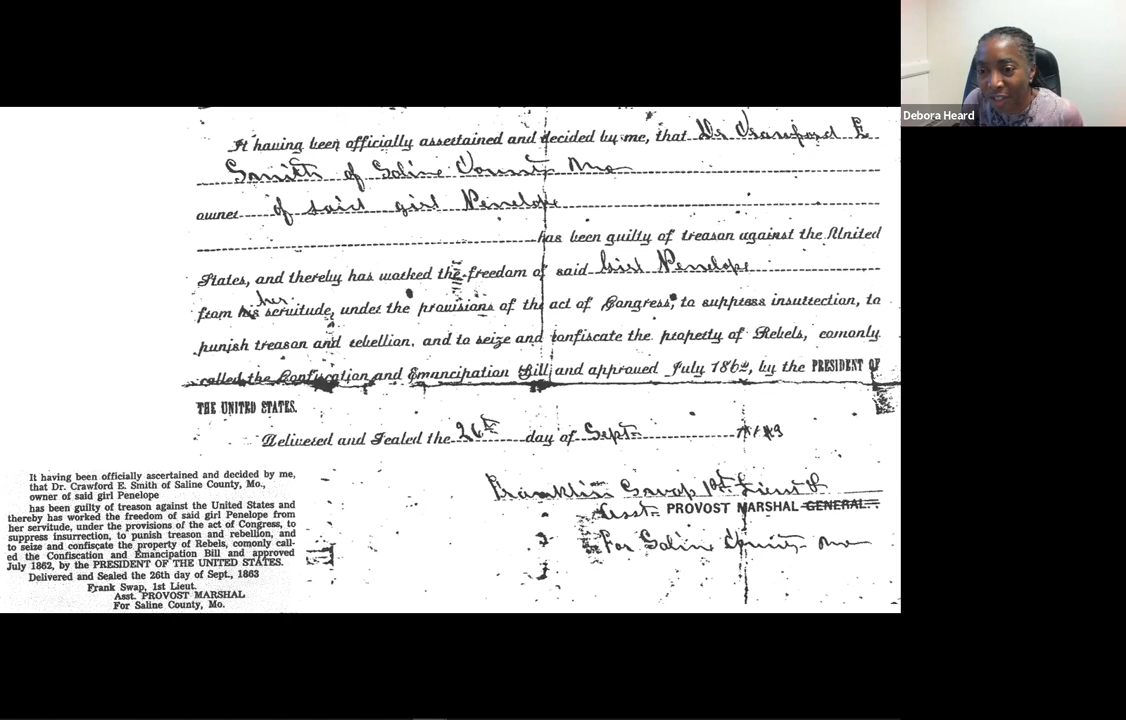 It having been officially assertained and decided by me, that Dr Crawford E.
Smith of Saline County Mo
owner of said girl Penelope
has been guilty of treason against the United
States, and thereby has worked the freedom of said Girl Penelope
her
from his servitude, under the provisions of the act of Congress, to suppress insurrection, to
punish treason and rebellion, and to seize and confiscate the property of Rebels, comonly
called the Confiscation and Emancipation Bill and approved July 1862, by the PRESIDENT OF
THE UNITED STATES.
Delivered and Sealed the 26th day of Sept.
Franklin Swap 1st Lieut &
Asst. PROVOST MARSHAL GENERAL.
For Saline County Mo
It having been officially ascertained and decided by me,
that Dr. Crawford E. Smith of Saline County, Mo.,
owner of said girl Penelope
has been guilty of treason against the United States and
thereby has worked the freedom of said girl Penelope from
her servitude, under the provisions of the act of Congress, to
suppress insurrection, to punish treason and rebellion, and
to seize and confiscate the property of Rebels, comonly call-
ed the Confiscation and Emancipation Bill and approved
July 1862, by the PRESIDENT OF THE UNITED STATES.
Delivered and Sealed the 26th day of Sept., 1863
Frank Swap, 1st Lieut.
Asst. PROVOST MARSHAL
For Saline County, Mo.
Debora Heard